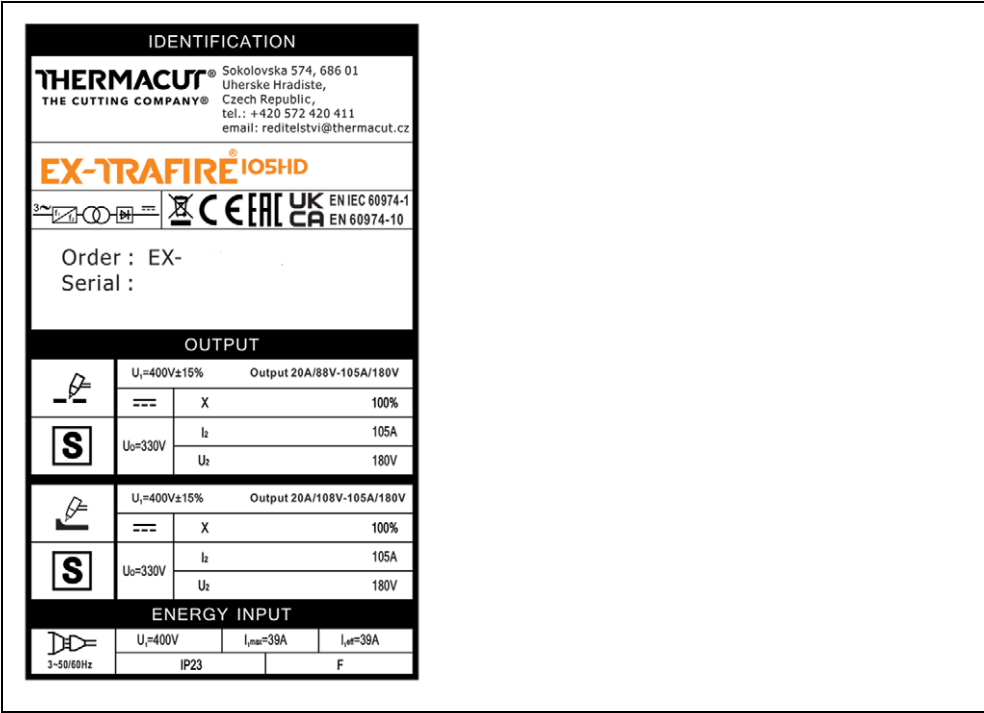 IDENTIFICATION
THERMACUT®
THE CUTTING COMPANY®
Sokolovska 574, 686 01
Uherske Hradiste,
Czech Republic,
tel.: +420 572 420 411
email: reditelstvi@thermacut.cz
EX-TRAFIRE®105HD
3~ f₁ f₂
CE EAC UK CA
EN IEC 60974-1
EN 60974-10
Order : EX-
Serial :
OUTPUT
U₁=400V±15% Output 20A/88V-105A/180V
X 100%
S
U₀=330V
I₂ 105A
U₂ 180V
U₁=400V±15% Output 20A/108V-105A/180V
X 100%
S
U₀=330V
I₂ 105A
U₂ 180V
ENERGY INPUT
3~50/60Hz
U₁=400V I₁max=39A I₁eff=39A
IP23 F